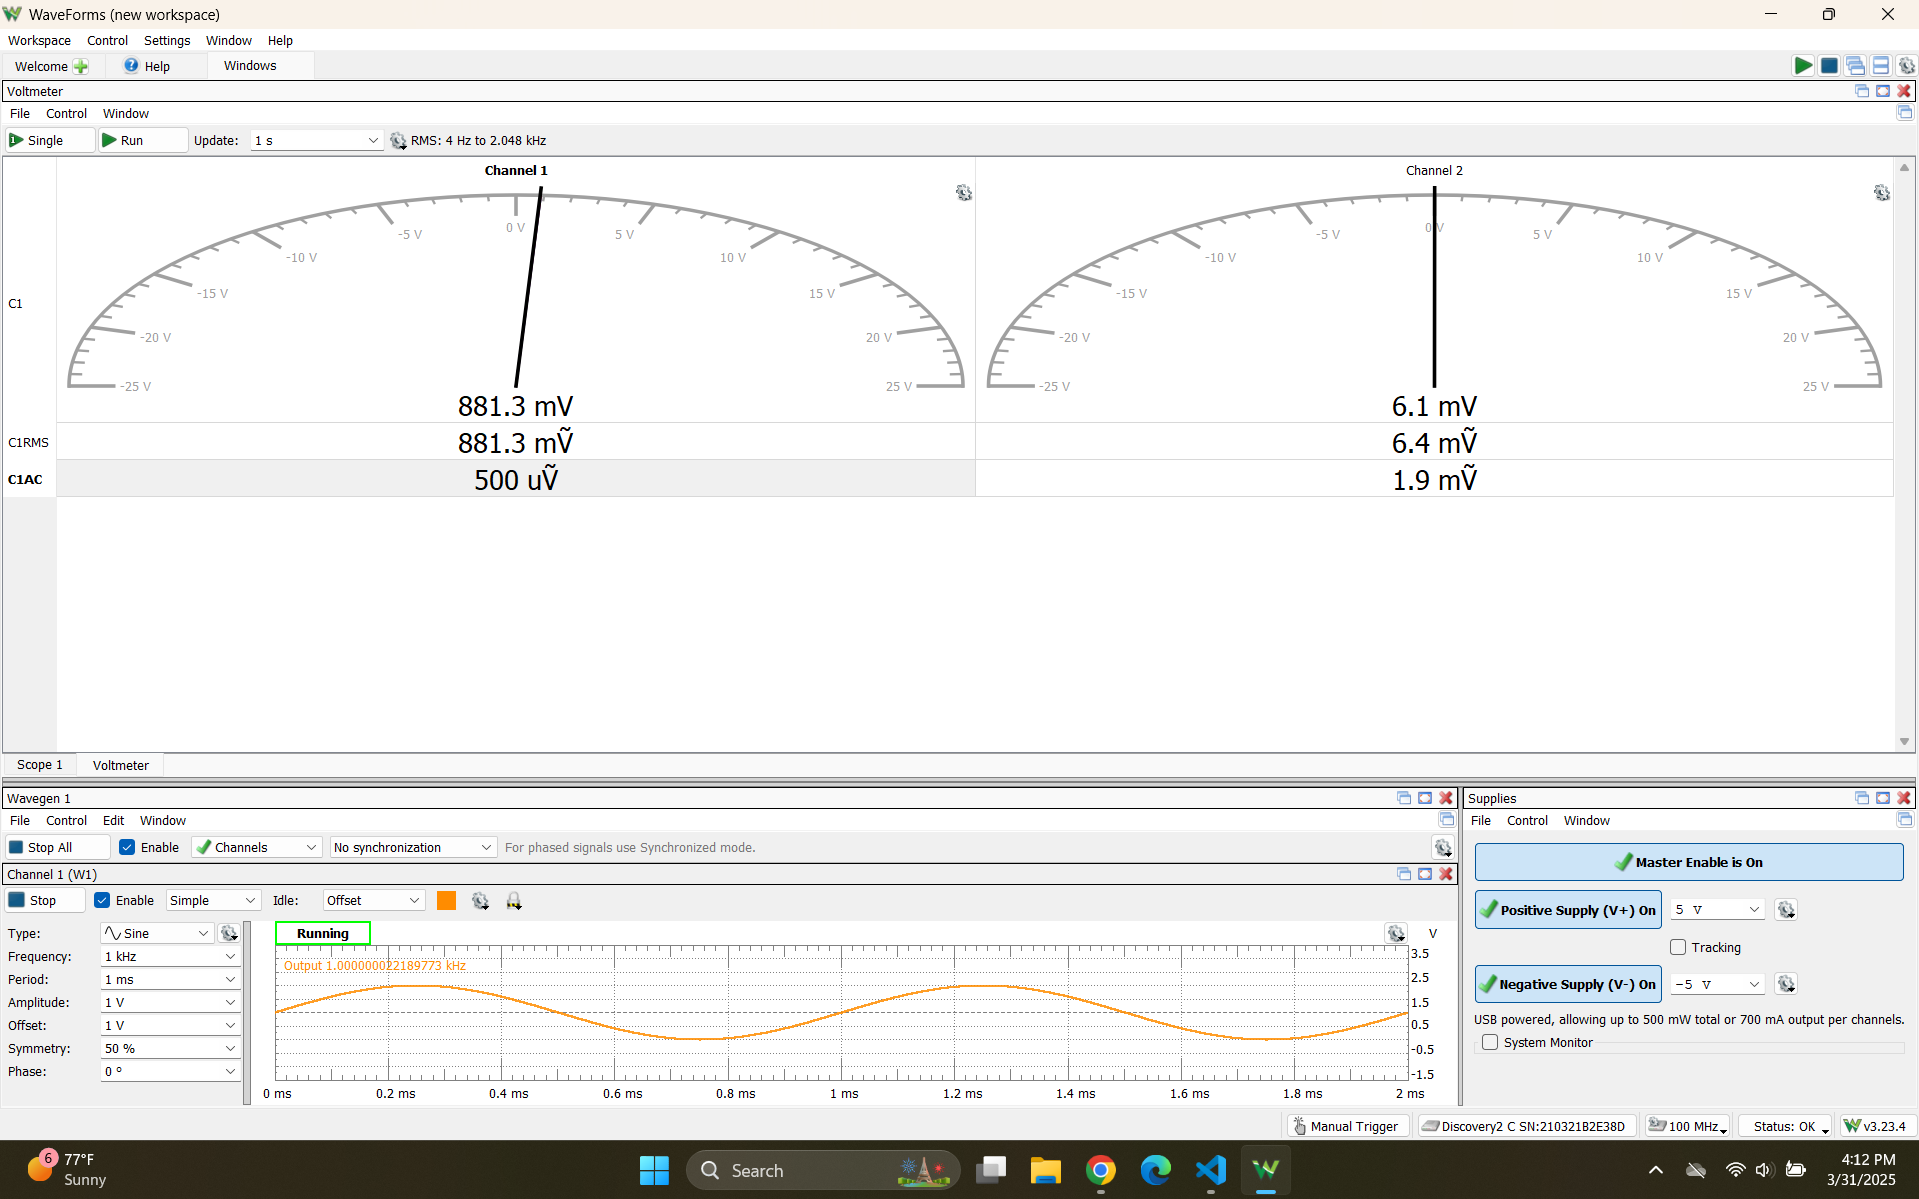 WaveForms (new workspace)
Workspace Control Settings Window Help
Welcome Help Windows
Voltmeter
File Control Window
Single Run Update: 1 s RMS: 4 Hz to 2.048 kHz
Channel 1 Channel 2
C1
-25 V -20 V -15 V -10 V -5 V 0 V 5 V 10 V 15 V 20 V 25 V
-25 V -20 V -15 V -10 V -5 V 0 V 5 V 10 V 15 V 20 V 25 V
881.3 mV 6.1 mV
C1RMS 881.3 mṼ 6.4 mṼ
C1AC 500 uṼ 1.9 mṼ
Scope 1 Voltmeter
Wavegen 1
File Control Edit Window
Stop All Enable Channels No synchronization For phased signals use Synchronized mode.
Channel 1 (W1)
Stop Enable Simple Idle: Offset
Type: Sine
Frequency: 1 kHz
Period: 1 ms
Amplitude: 1 V
Offset: 1 V
Symmetry: 50 %
Phase: 0 º
Running V
Output 1.000000022189773 kHz
3.5
2.5
1.5
0.5
-0.5
-1.5
0 ms 0.2 ms 0.4 ms 0.6 ms 0.8 ms 1 ms 1.2 ms 1.4 ms 1.6 ms 1.8 ms 2 ms
Supplies
File Control Window
Master Enable is On
Positive Supply (V+) On 5 V
Tracking
Negative Supply (V-) On -5 V
USB powered, allowing up to 500 mW total or 700 mA output per channels.
System Monitor
Manual Trigger Discovery2 C SN:210321B2E38D 100 MHz Status: OK v3.23.4
6 77°F
Sunny
Search
4:12 PM
3/31/2025